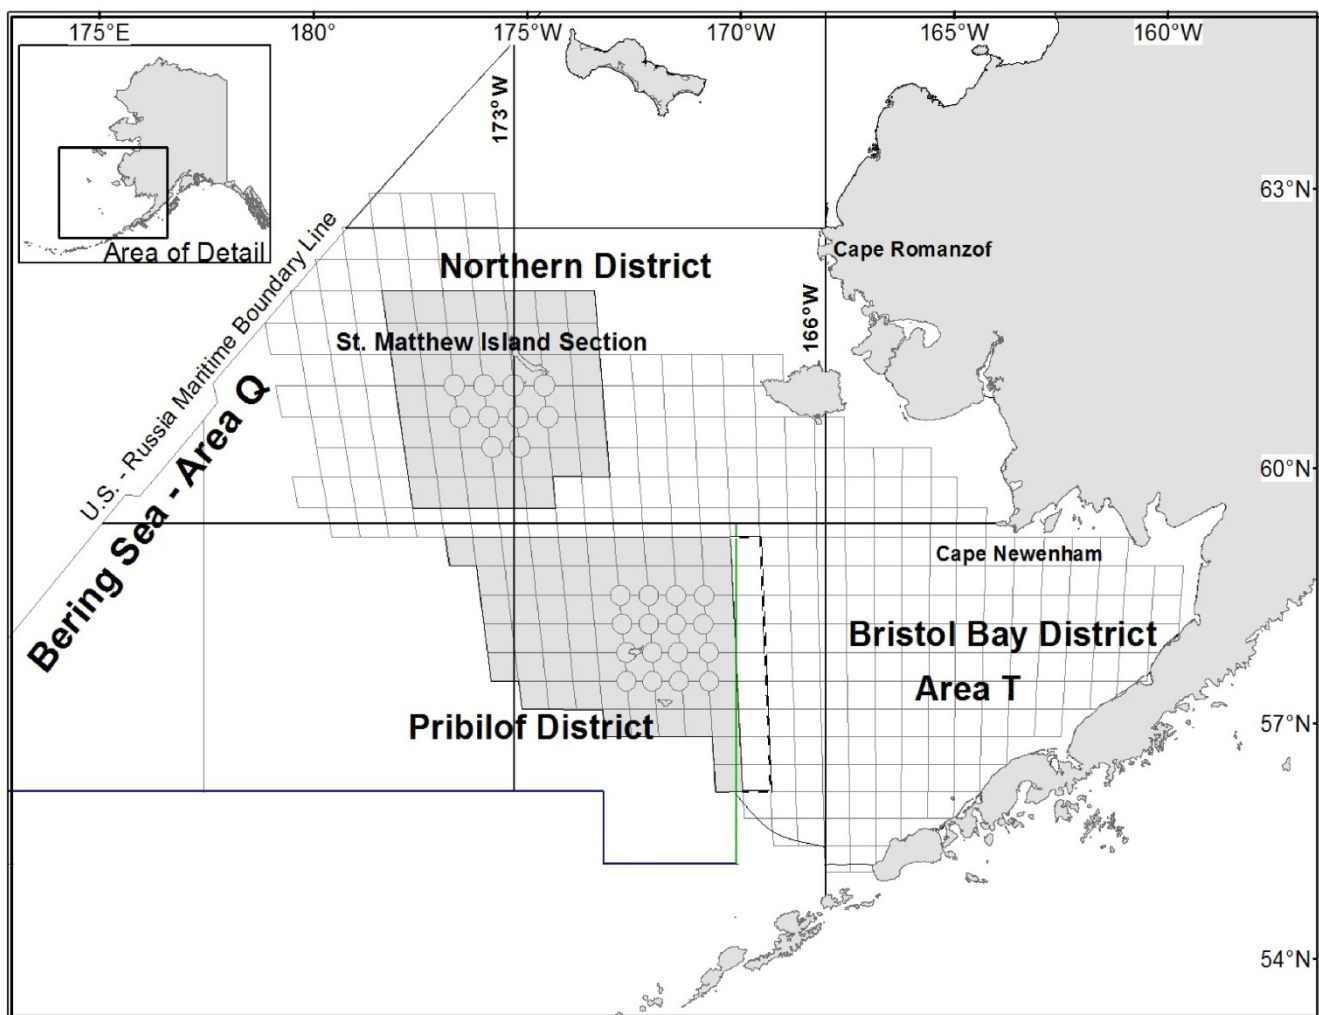 175°E 180° 175°W 170°W 165°W 160°W
173°W
63°N
Area of Detail
Cape Romanzof
Northern District
166°W
U.S. - Russia Maritime Boundary Line
St. Matthew Island Section
Bering Sea - Area Q
60°N
Cape Newenham
Bristol Bay District
Area T
Pribilof District
57°N
54°N